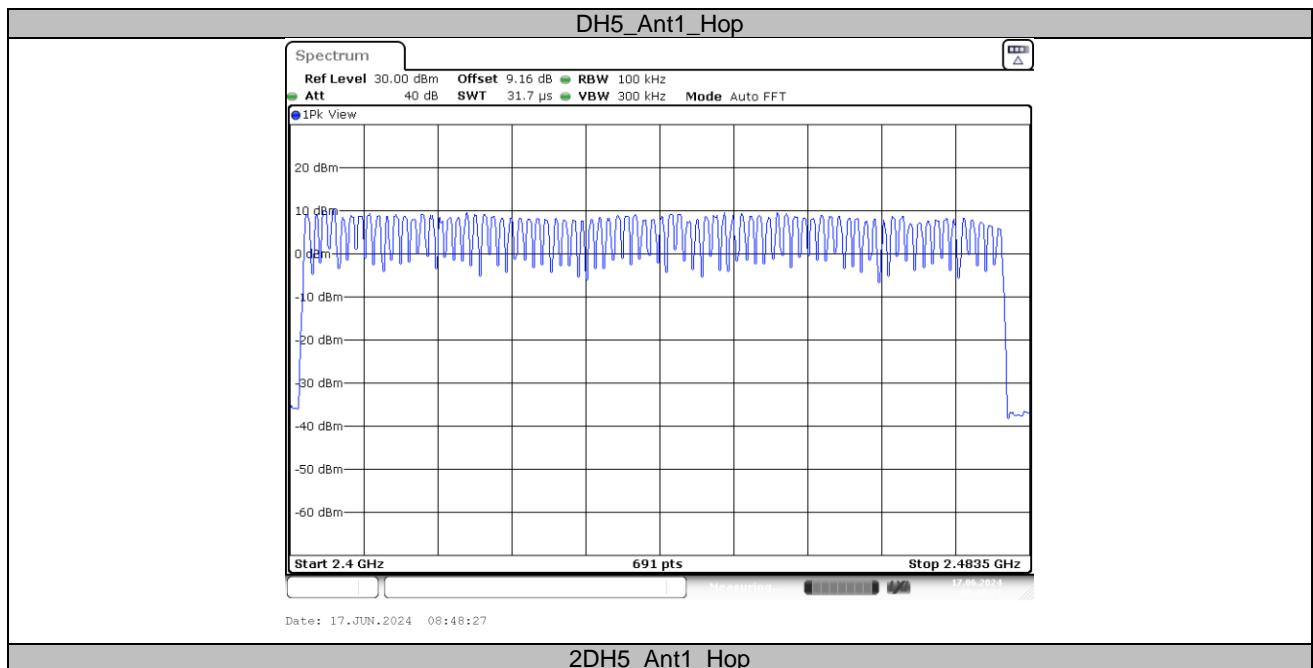 DH5_Ant1_Hop
Spectrum
Ref Level 30.00 dBm Offset 9.16 dB RBW 100 kHz
Att 40 dB SWT 31.7 µs VBW 300 kHz Mode Auto FFT
1Pk View
20 dBm
10 dBm
0 dBm
-10 dBm
-20 dBm
-30 dBm
-40 dBm
-50 dBm
-60 dBm
Start 2.4 GHz 691 pts Stop 2.4835 GHz
Measuring... 17.06.2024
Date: 17.JUN.2024 08:48:27
2DH5_Ant1_Hop